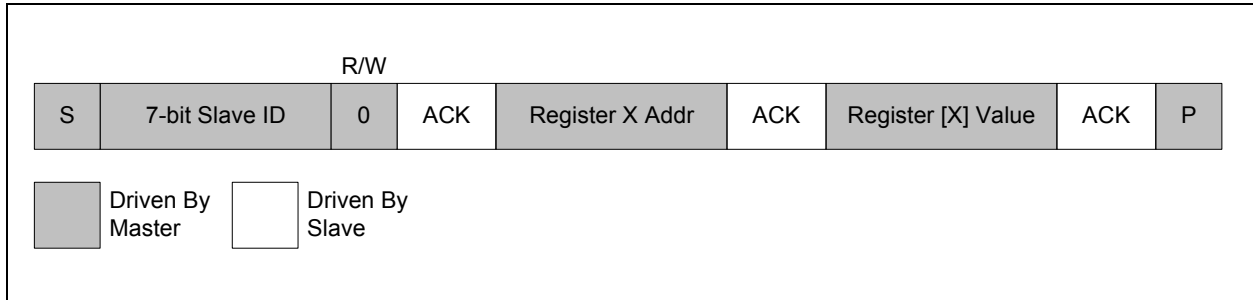 R/W
S 7-bit Slave ID 0 ACK Register X Addr ACK Register [X] Value ACK P
Driven By Driven By
Master Slave